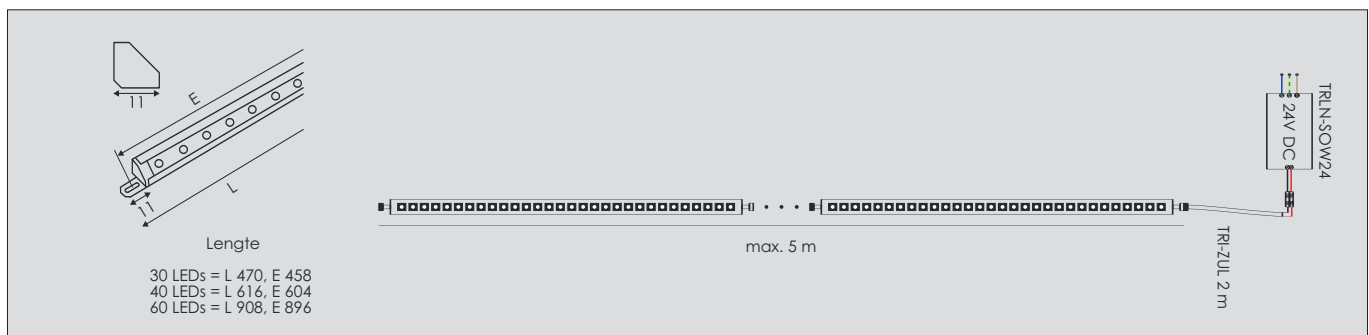 11
E
L
11
Lengte
30 LEDs = L 470, E 458
40 LEDs = L 616, E 604
60 LEDs = L 908, E 896
max. 5 m
TRI-ZUL 2 m
24V DC
TRLN-SOW24